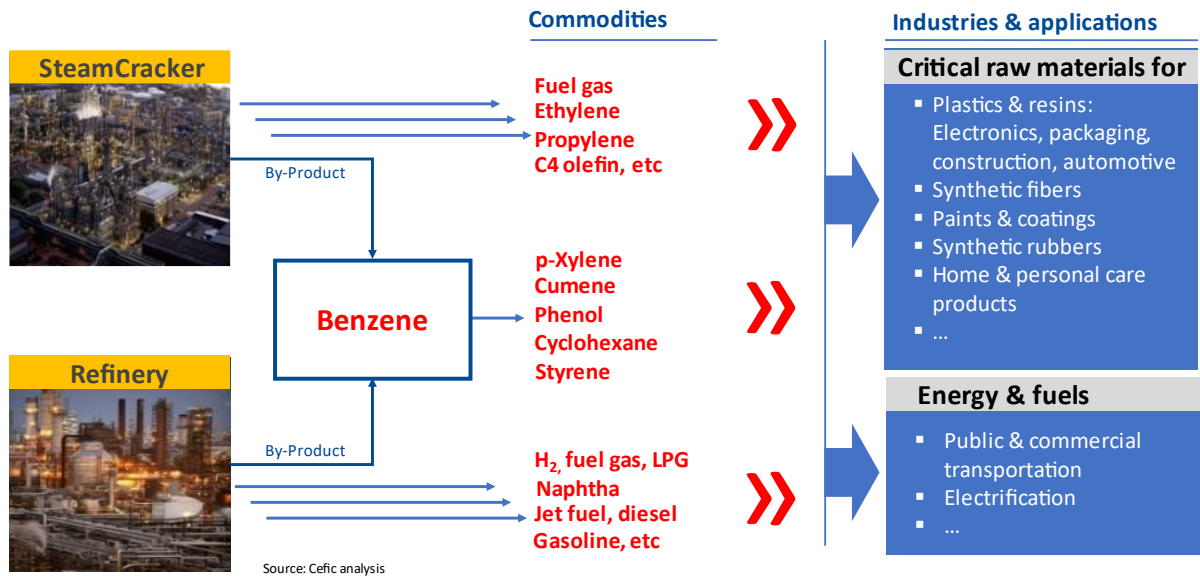 Commodities
Industries & applications
SteamCracker
Fuel gas
Ethylene
Propylene
C4 olefin, etc
By-Product
Critical raw materials for
▪ Plastics & resins:
Electronics, packaging,
construction, automotive
▪ Synthetic fibers
▪ Paints & coatings
▪ Synthetic rubbers
▪ Home & personal care
products
▪ ...
Benzene
p-Xylene
Cumene
Phenol
Cyclohexane
Styrene
Refinery
By-Product
H₂, fuel gas, LPG
Naphtha
Jet fuel, diesel
Gasoline, etc
Energy & fuels
▪ Public & commercial
transportation
▪ Electrification
▪ ...
Source: Cefic analysis